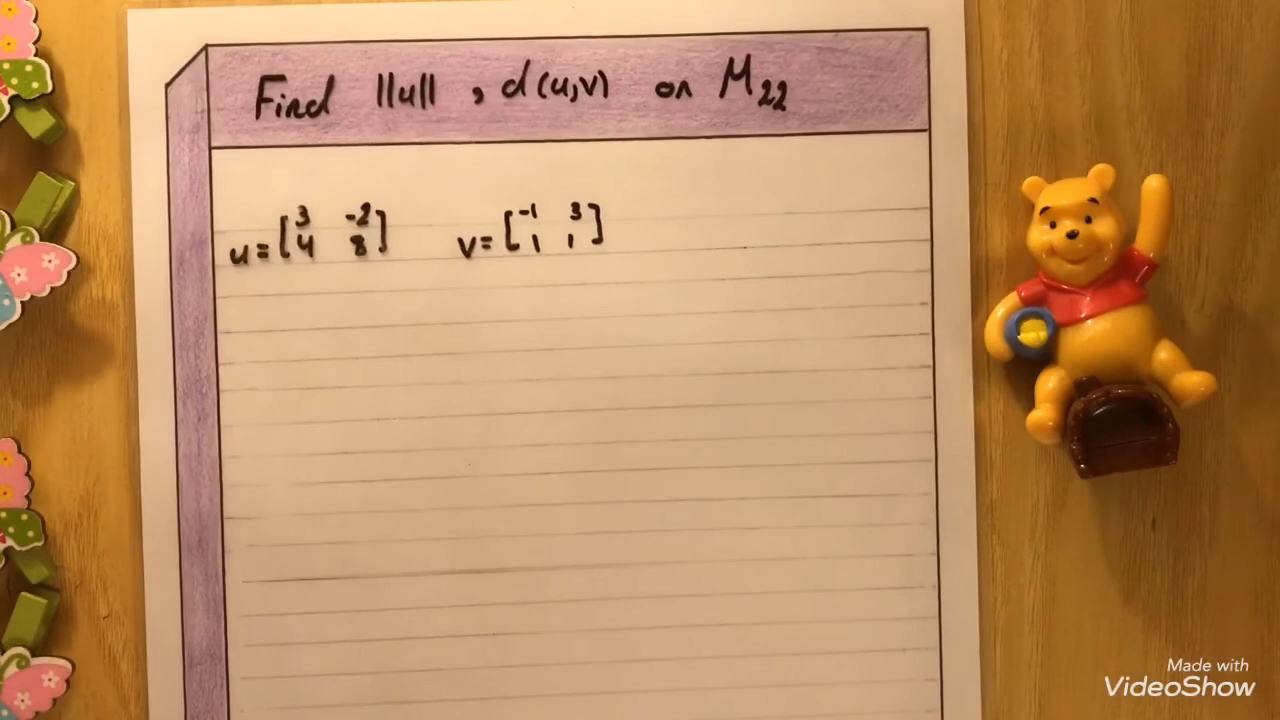 Find ||u|| , d(u,v) on M₂₂
u = [3 -2
4 8] v = [-1 3
1 1]
Made with
VideoShow